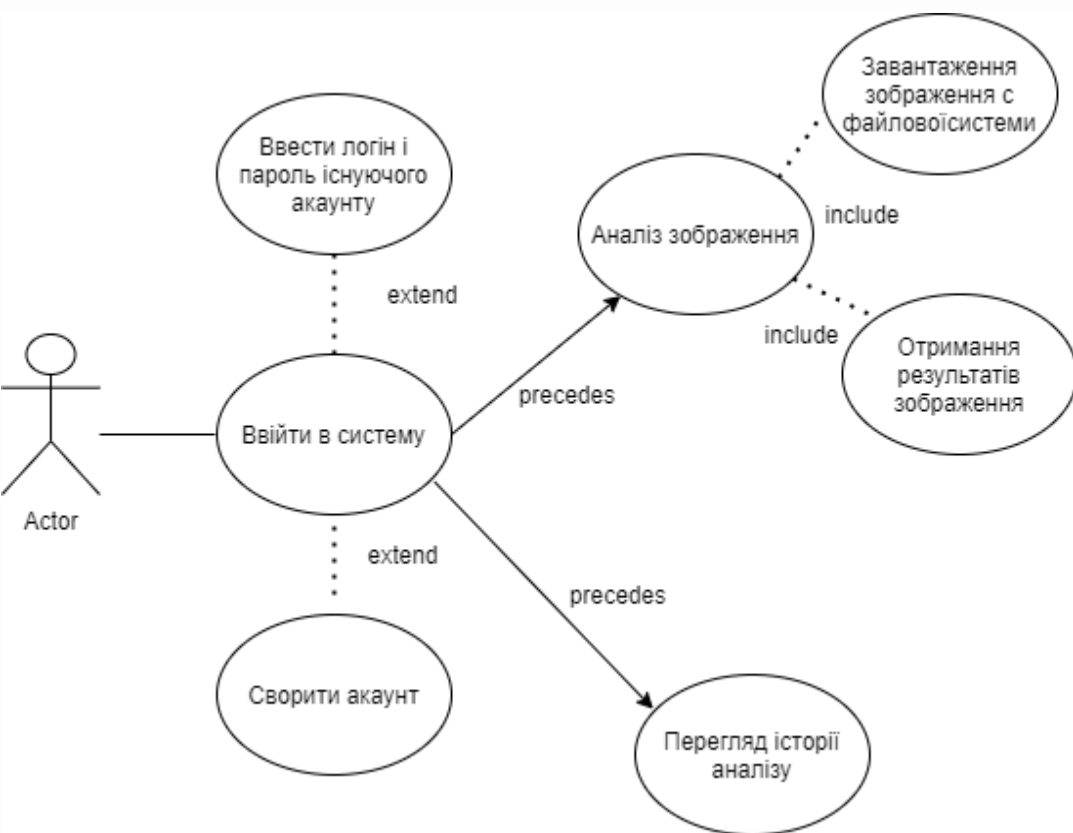 Завантаження
зображення с
файловоїсистеми
Ввести логін і
пароль існуючого
акаунту
include
Аналіз зображення
extend
include
Отримання
результатів
зображення
precedes
Ввійти в систему
Actor
extend
precedes
Сворити акаунт
Перегляд історії
аналізу